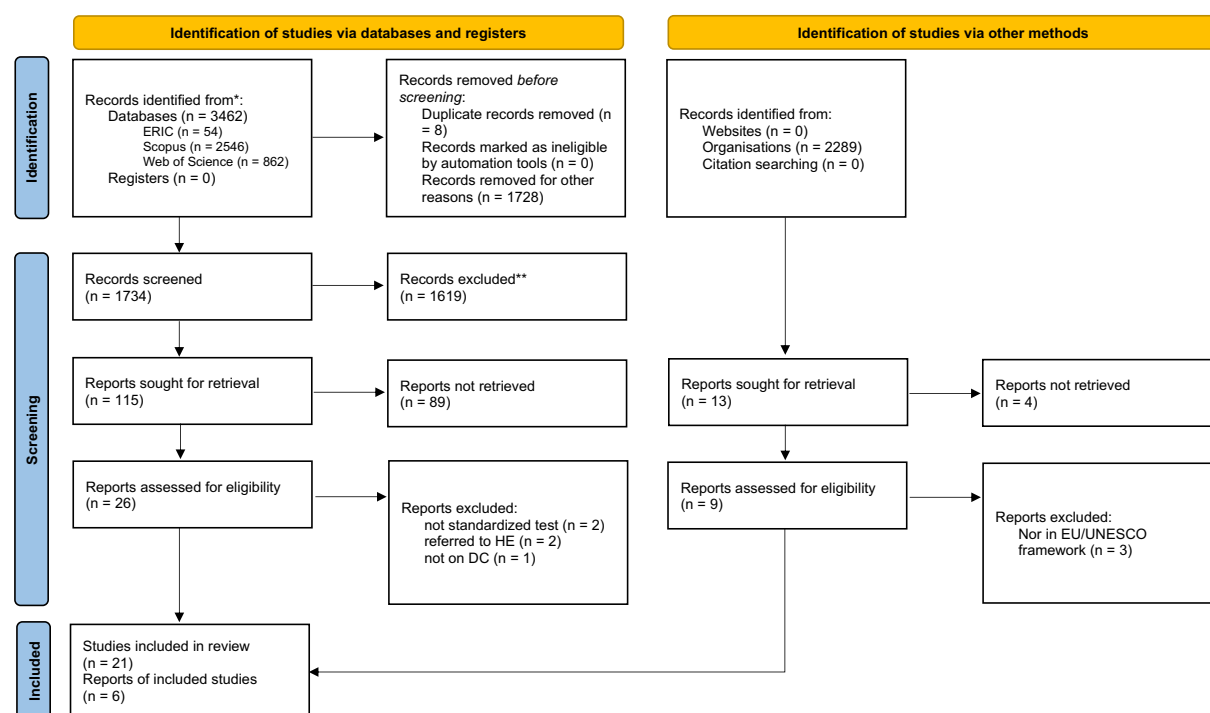 Identification of studies via databases and registers
Identification of studies via other methods
Identification
Records identified from*:
Databases (n = 3462)
ERIC (n = 54)
Scopus (n = 2546)
Web of Science (n = 862)
Registers (n = 0)
Records removed before
screening:
Duplicate records removed (n
= 8)
Records marked as ineligible
by automation tools (n = 0)
Records removed for other
reasons (n = 1728)
Records identified from:
Websites (n = 0)
Organisations (n = 2289)
Citation searching (n = 0)
Screening
Records screened
(n = 1734)
Records excluded**
(n = 1619)
Reports sought for retrieval
(n = 115)
Reports not retrieved
(n = 89)
Reports sought for retrieval
(n = 13)
Reports not retrieved
(n = 4)
Reports assessed for eligibility
(n = 26)
Reports excluded:
not standardized test (n = 2)
referred to HE (n = 2)
not on DC (n = 1)
Reports assessed for eligibility
(n = 9)
Reports excluded:
Nor in EU/UNESCO
framework (n = 3)
Included
Studies included in review
(n = 21)
Reports of included studies
(n = 6)